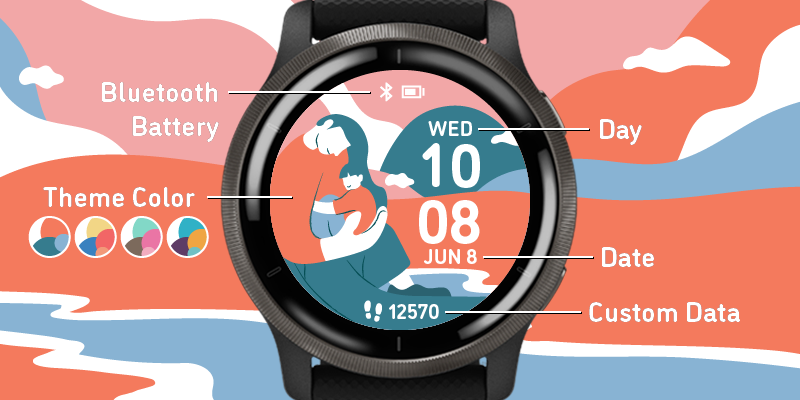 Bluetooth
Battery
Theme Color
WED
10
08
JUN 8
12570
Day
Date
Custom Data